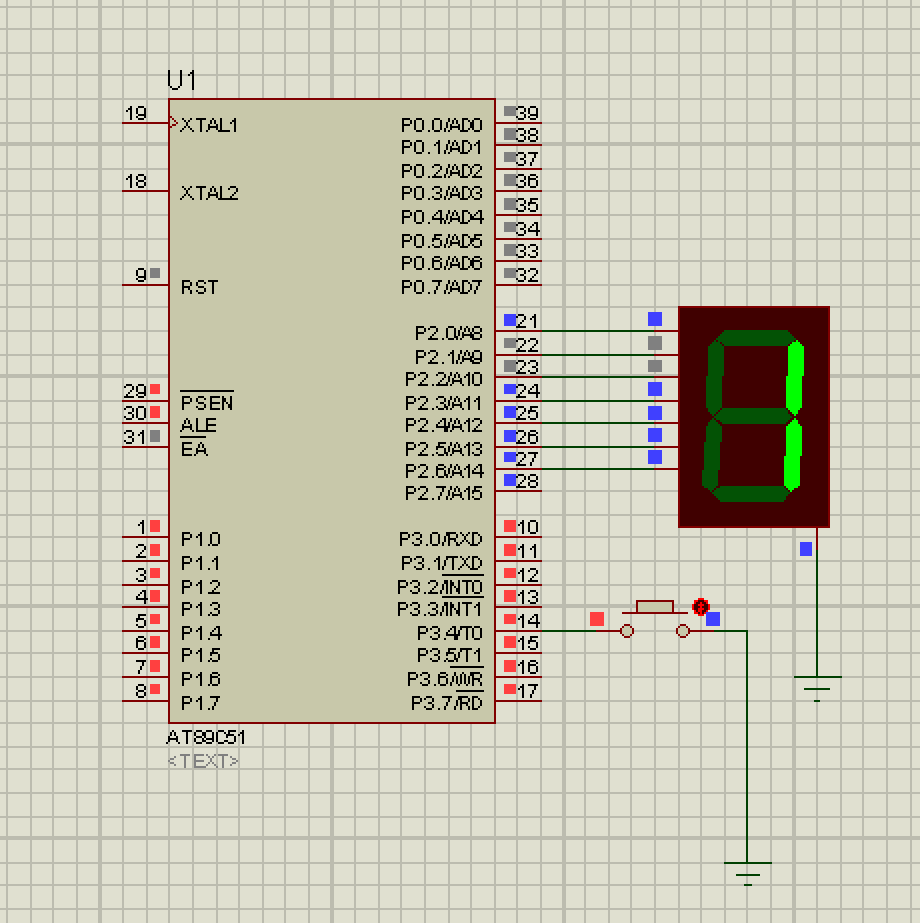 U1
19
XTAL1
18
XTAL2
9
RST
29
PSEN
30
ALE
31
EA
1
P1.0
2
P1.1
3
P1.2
4
P1.3
5
P1.4
6
P1.5
7
P1.6
8
P1.7
P0.0/AD0
39
P0.1/AD1
38
P0.2/AD2
37
P0.3/AD3
36
P0.4/AD4
35
P0.5/AD5
34
P0.6/AD6
33
P0.7/AD7
32
P2.0/A8
21
P2.1/A9
22
P2.2/A10
23
P2.3/A11
24
P2.4/A12
25
P2.5/A13
26
P2.6/A14
27
P2.7/A15
28
P3.0/RXD
10
P3.1/TXD
11
P3.2/INT0
12
P3.3/INT1
13
P3.4/T0
14
P3.5/T1
15
P3.6/WR
16
P3.7/RD
17
AT89C51
<TEXT>
1